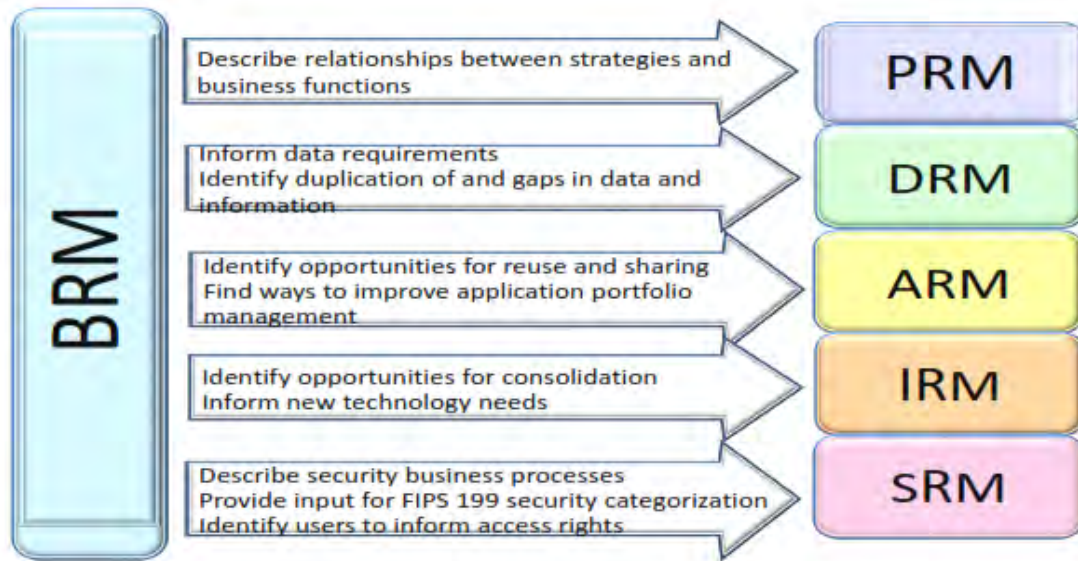 BRM
Describe relationships between strategies and
business functions
PRM
Inform data requirements
Identify duplication of and gaps in data and
information
DRM
Identify opportunities for reuse and sharing
Find ways to improve application portfolio
management
ARM
Identify opportunities for consolidation
Inform new technology needs
IRM
Describe security business processes
Provide input for FIPS 199 security categorization
Identify users to inform access rights
SRM